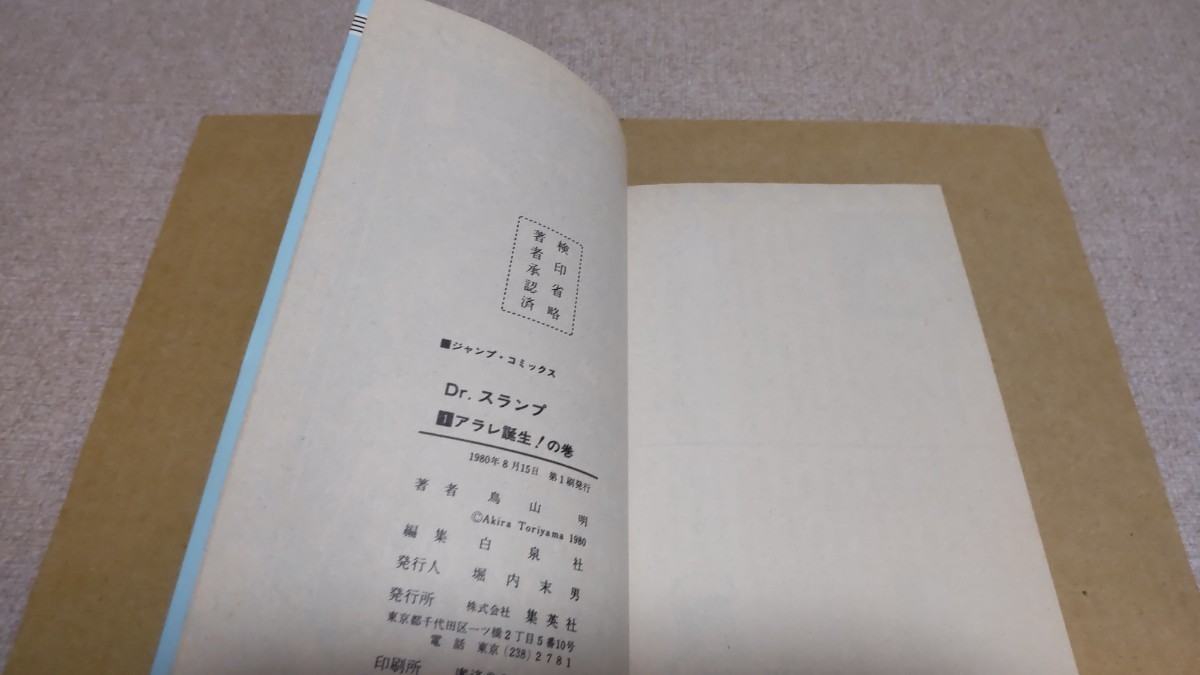 検印省略
著者承認済
■ジャンプ・コミックス
Dr.スランプ
1アラレ誕生!の巻
1980年8月15日 第1刷発行
著者 鳥山明
©Akira Toriyama 1980
編集 白泉社
発行人 堀内末男
発行所 株式会社 集英社
東京都千代田区一ツ橋2丁目5番10号
電話 東京(238)2781
印刷所